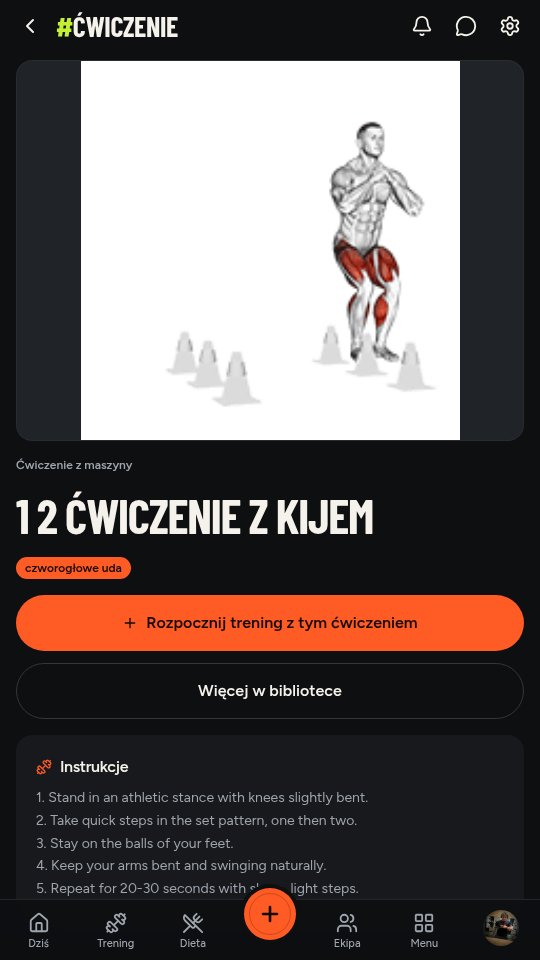 #ĆWICZENIE
Ćwiczenie z maszyny
1 2 ĆWICZENIE Z KIJEM
czworogłowe uda
+ Rozpocznij trening z tym ćwiczeniem
Więcej w bibliotece
Instrukcje
1. Stand in an athletic stance with knees slightly bent.
2. Take quick steps in the set pattern, one then two.
3. Stay on the balls of your feet.
4. Keep your arms bent and swinging naturally.
5. Repeat for 20-30 seconds with light steps.
Dziś
Trening
Dieta
Ekipa
Menu